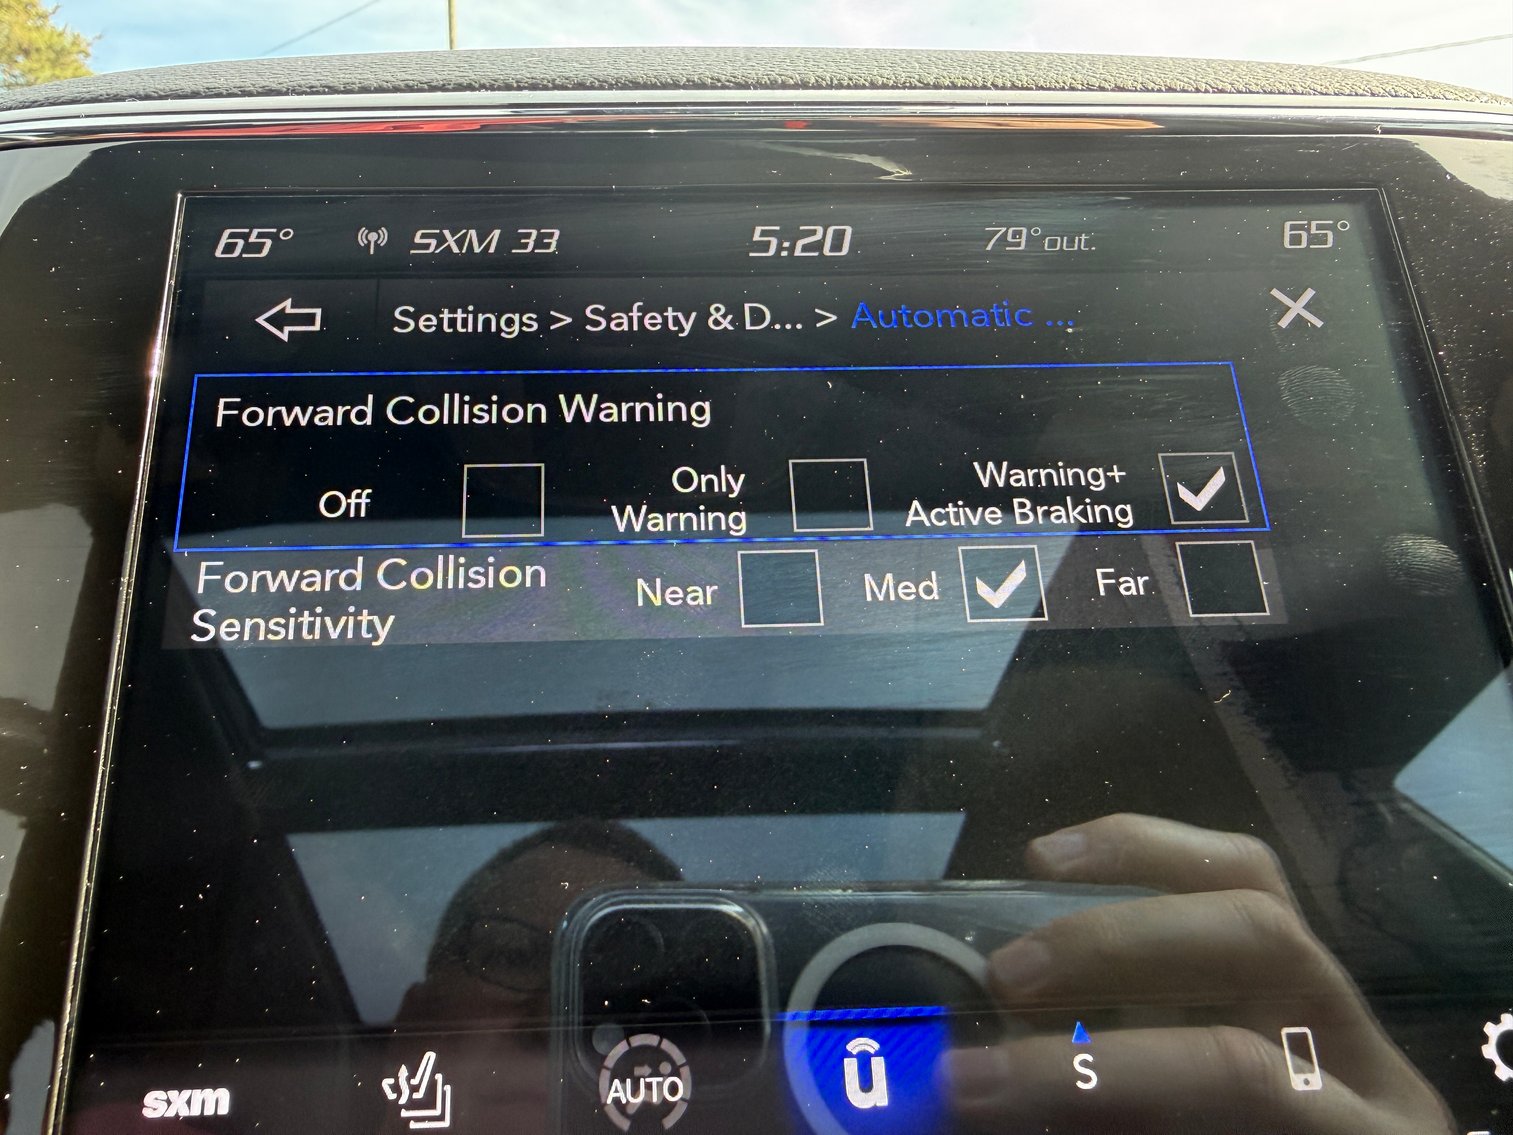 65° SXM 33 5:20 79°out. 65°
Settings > Safety & D... > Automatic ...
Forward Collision Warning
Off
Only
Warning
Warning+
Active Braking
Forward Collision
Sensitivity
Near Med Far
sxm AUTO u S